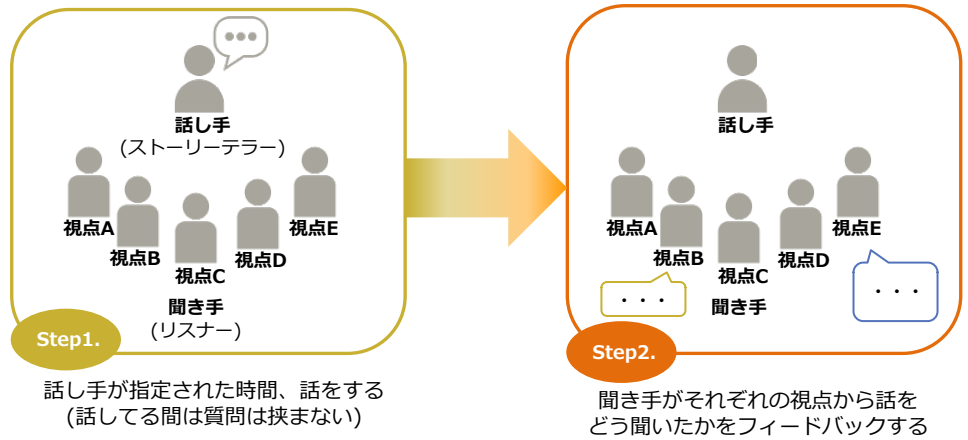 話し手
(ストーリーテラー)
視点A
視点B
視点C
視点D
視点E
聞き手
(リスナー)
Step1.
話し手が指定された時間、話をする
(話してる間は質問は挟まない)
話し手
視点A
視点B
視点C
視点D
視点E
・・・
・・・
聞き手
Step2.
聞き手がそれぞれの視点から話を
どう聞いたかをフィードバックする